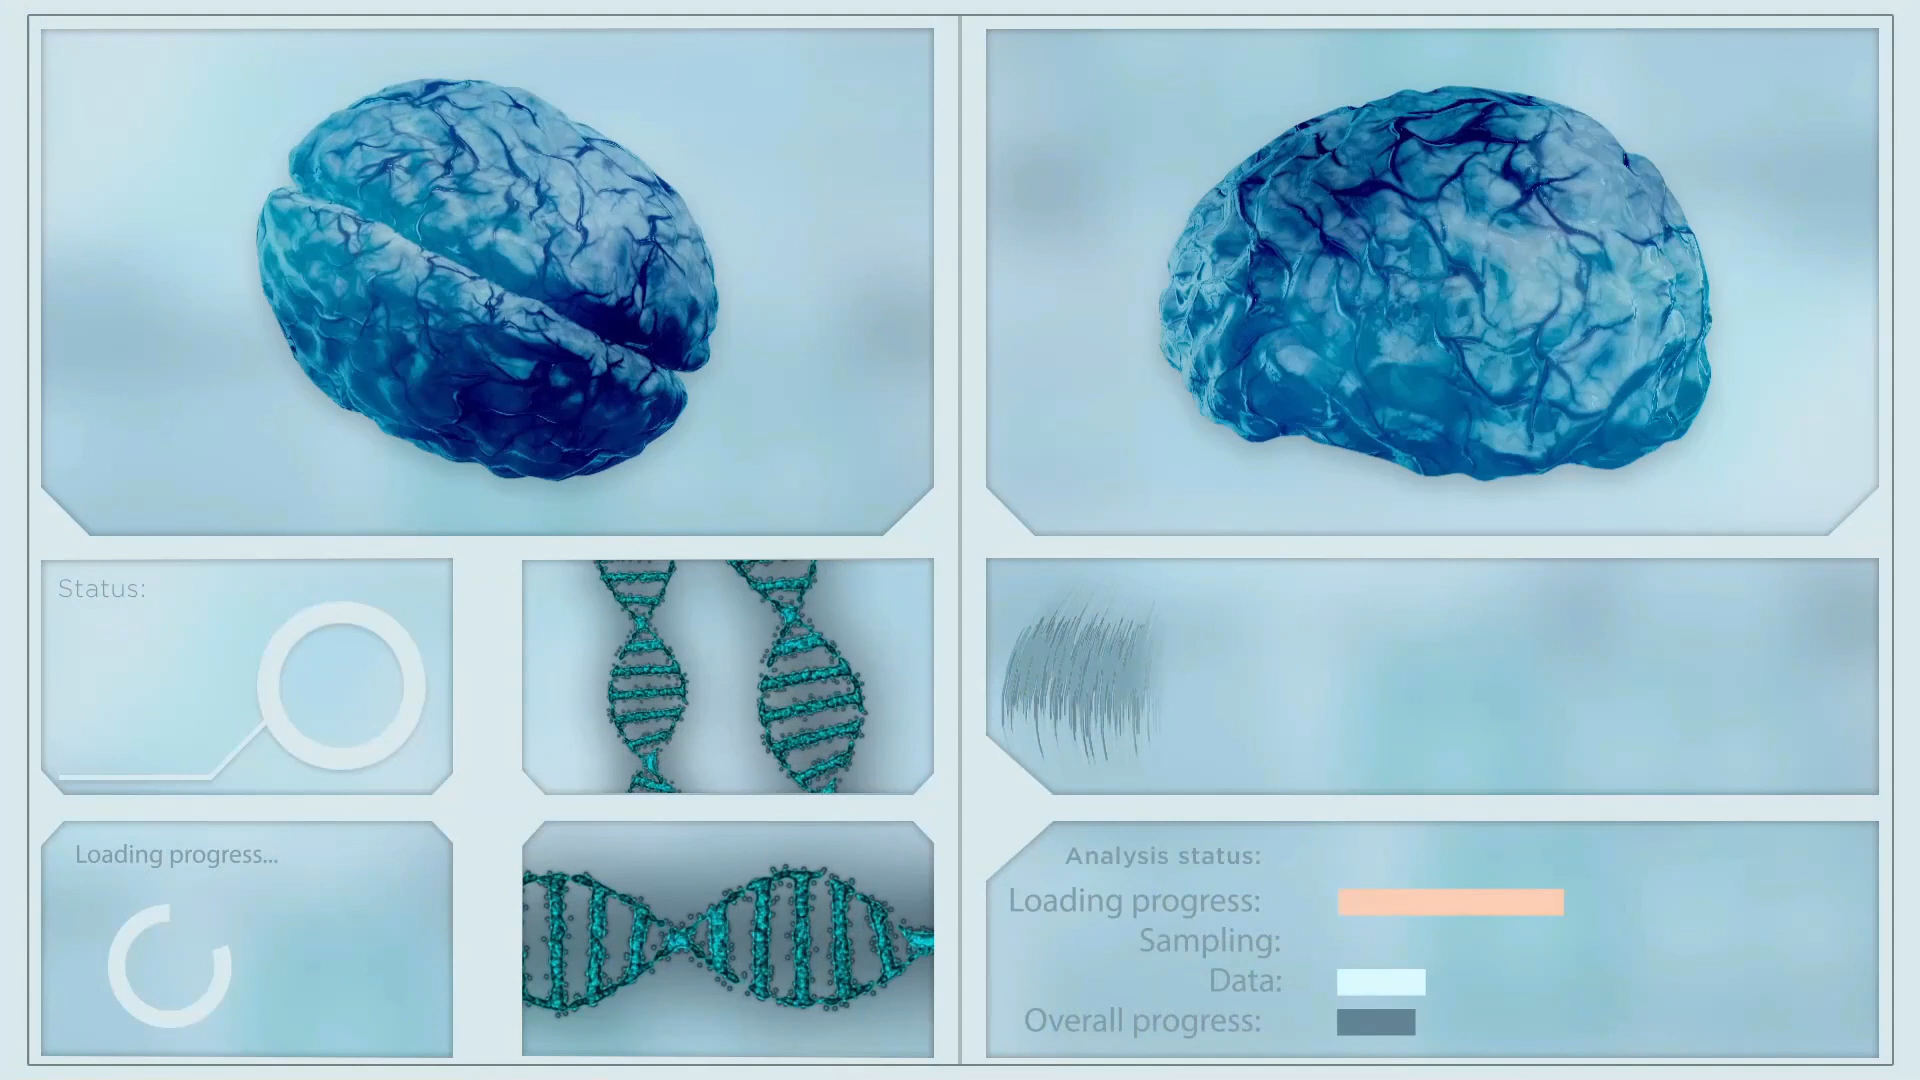 Status:
Loading progress...
Analysis status:
Loading progress:
Sampling:
Data:
Overall progress: